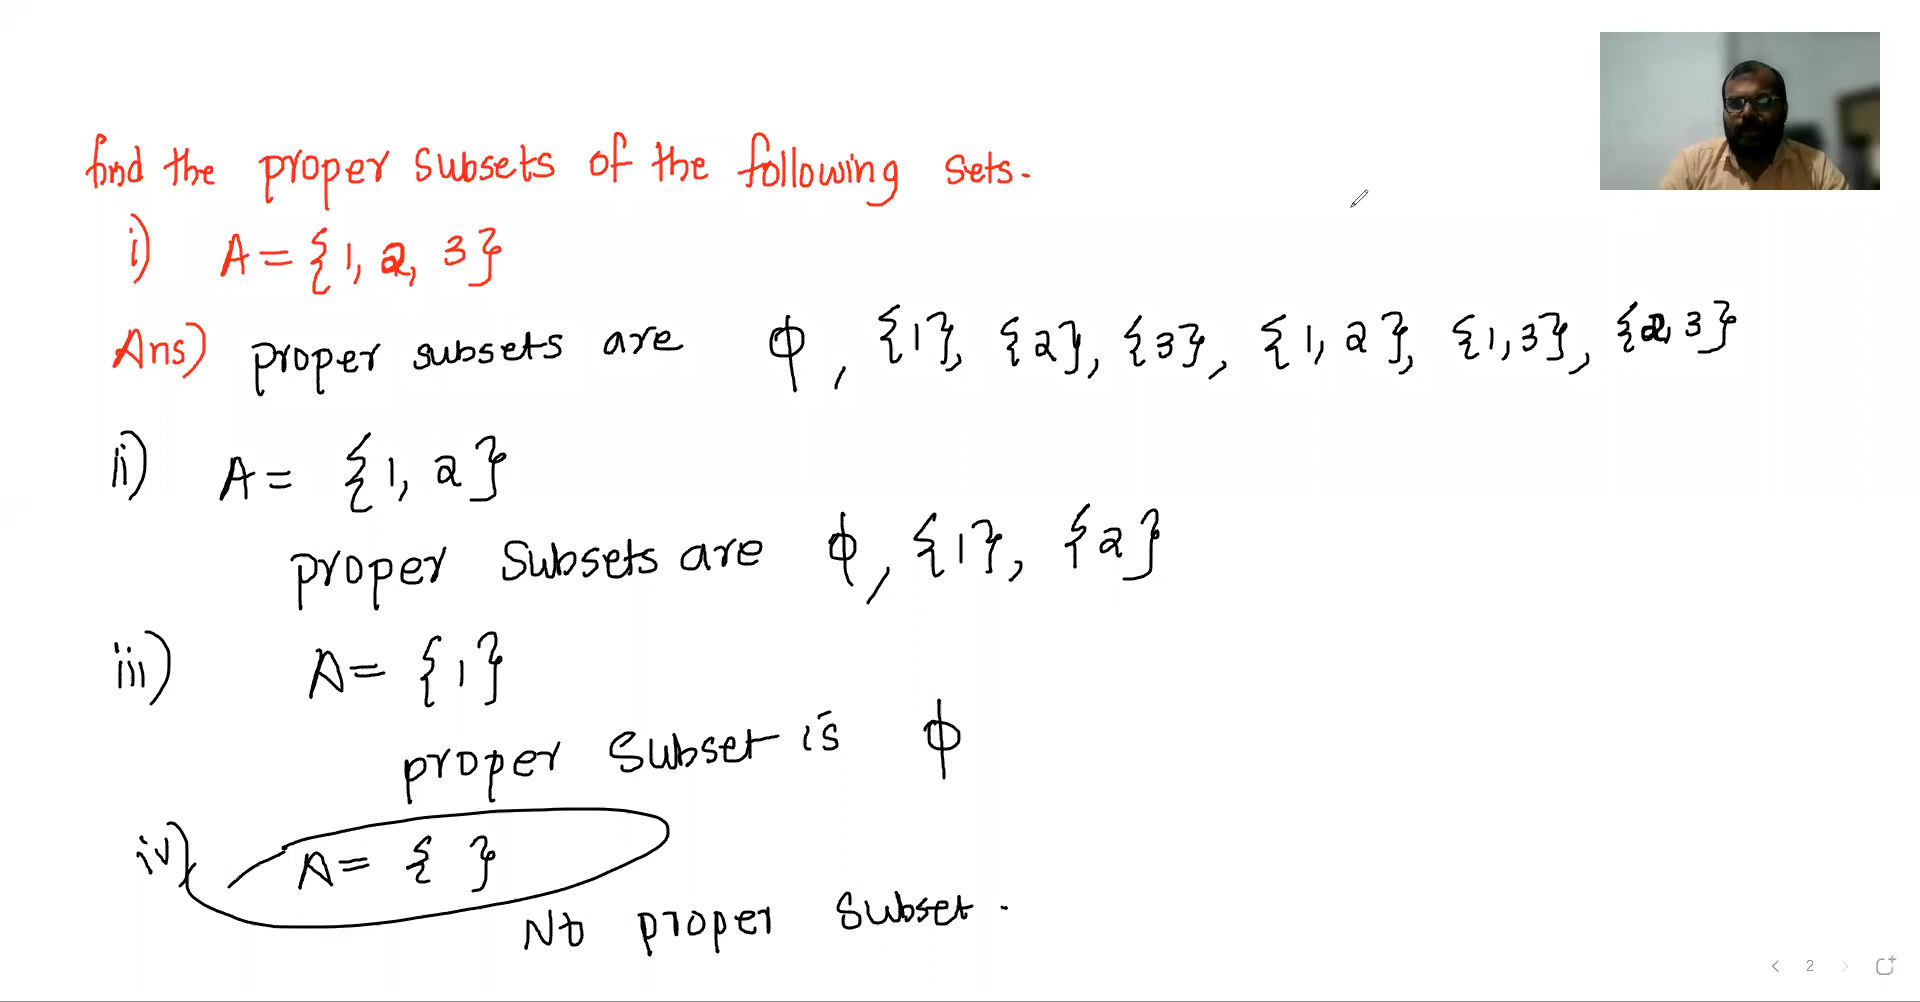 find the proper subsets of the following sets.
i) A = {1, 2, 3}
Ans) proper subsets are ϕ, {1}, {2}, {3}, {1, 2}, {1, 3}, {2, 3}
ii) A = {1, 2}
proper subsets are ϕ, {1}, {2}
iii) A = {1}
proper subset is ϕ
iv) A = { }
No proper subset.
2